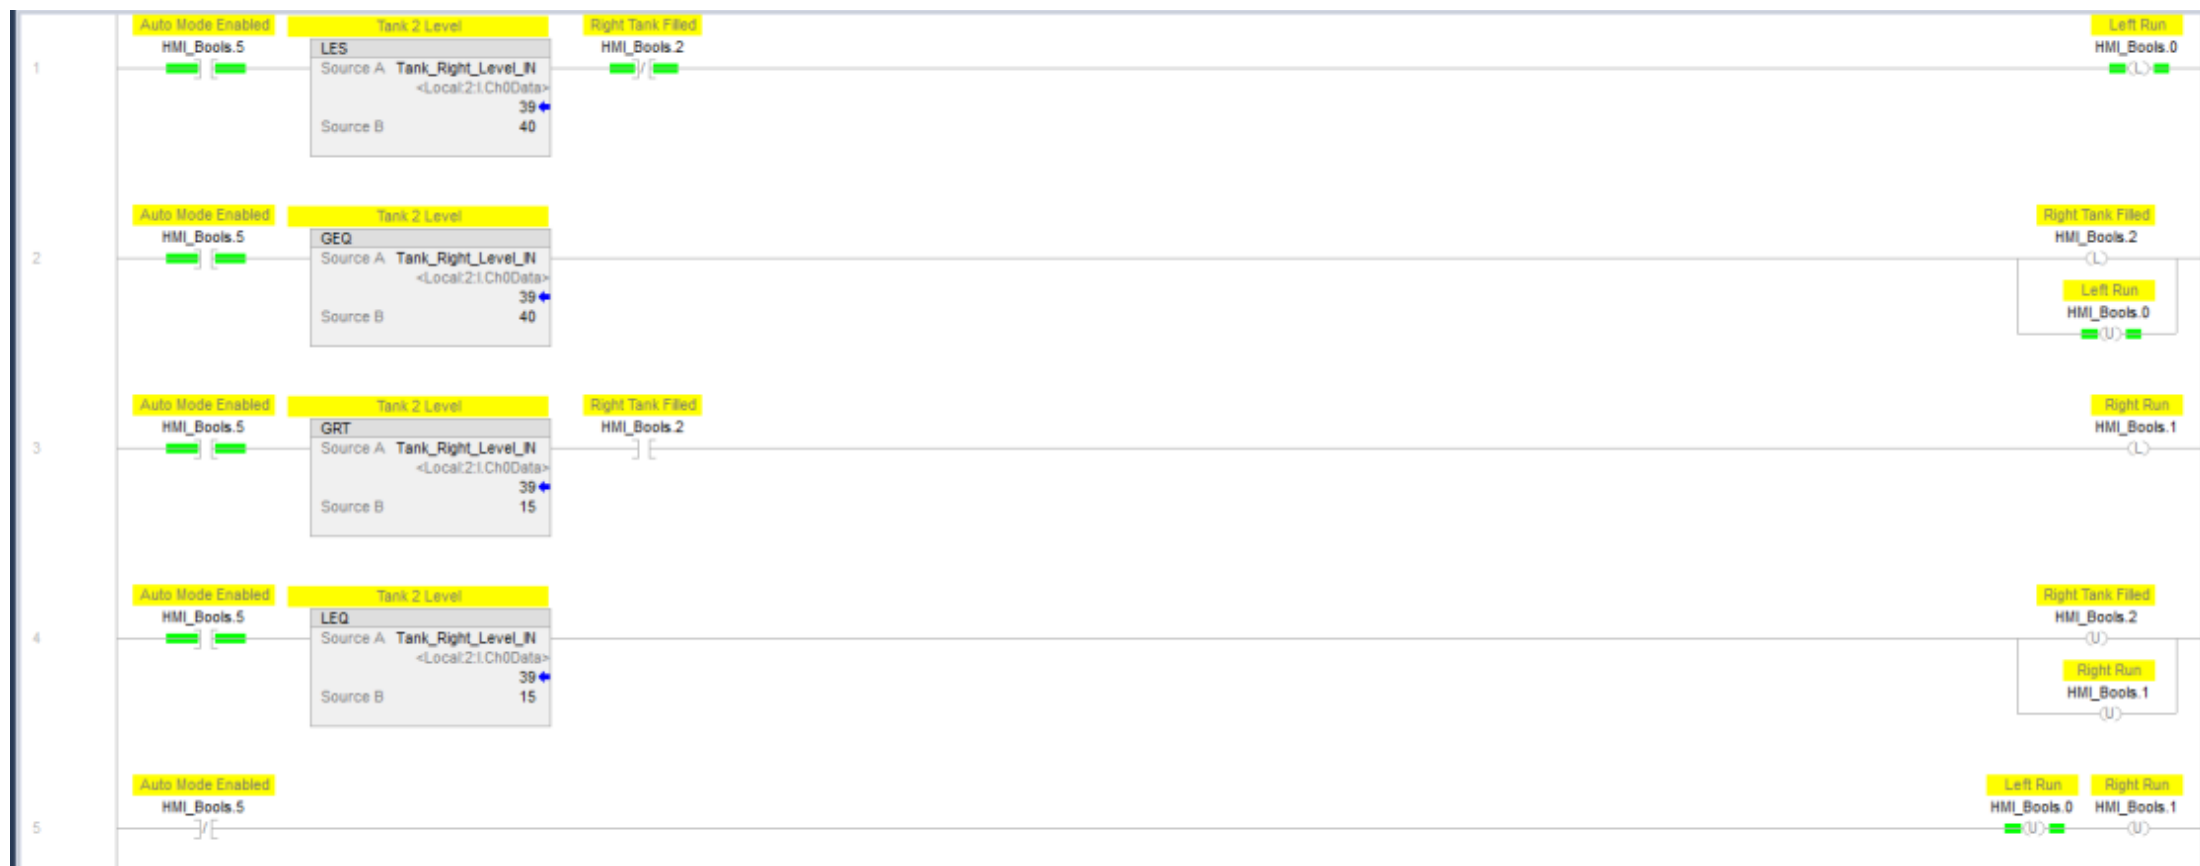 Auto Mode Enabled Tank 2 Level Right Tank Filled Left Run
HMI_Bools.5 LES HMI_Bools.2 HMI_Bools.0
1 Source A Tank_Right_Level_IN L
<Local:2:I.Ch0Data>
39
Source B 40
Auto Mode Enabled Tank 2 Level Right Tank Filled
HMI_Bools.5 GEQ HMI_Bools.2
2 Source A Tank_Right_Level_IN L
<Local:2:I.Ch0Data>
Left Run
39
HMI_Bools.0
Source B 40
U
Auto Mode Enabled Tank 2 Level Right Tank Filled Right Run
HMI_Bools.5 GRT HMI_Bools.2 HMI_Bools.1
3 Source A Tank_Right_Level_IN L
<Local:2:I.Ch0Data>
39
Source B 15
Auto Mode Enabled Tank 2 Level Right Tank Filled
HMI_Bools.5 LEQ HMI_Bools.2
4 Source A Tank_Right_Level_IN U
<Local:2:I.Ch0Data>
Right Run
39
HMI_Bools.1
Source B 15
U
Auto Mode Enabled Left Run Right Run
HMI_Bools.5 HMI_Bools.0 HMI_Bools.1
5 U U